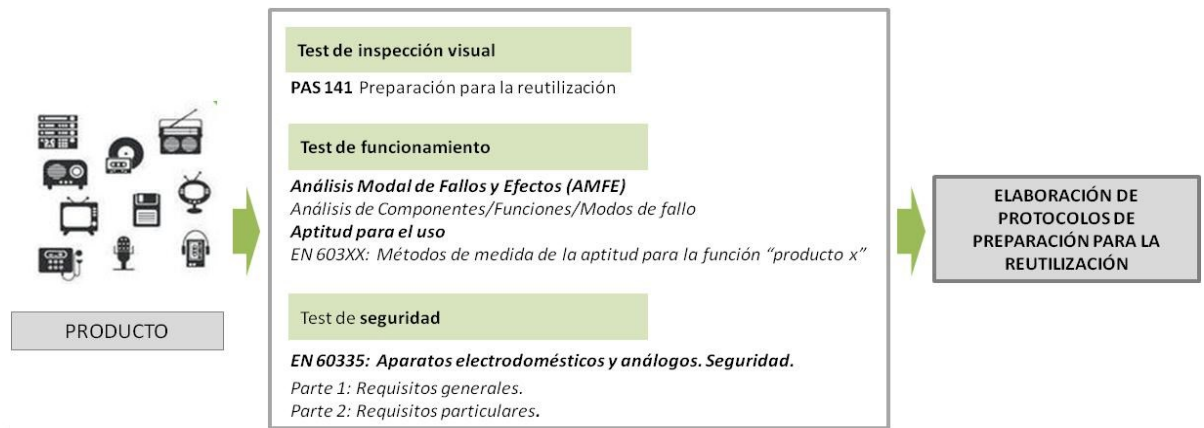 PRODUCTO
Test de inspección visual
PAS 141 Preparación para la reutilización
Test de funcionamiento
Análisis Modal de Fallos y Efectos (AMFE)
Análisis de Componentes/Funciones/Modos de fallo
Aptitud para el uso
EN 603XX: Métodos de medida de la aptitud para la función “producto x”
Test de seguridad
EN 60335: Aparatos electrodomésticos y análogos. Seguridad.
Parte 1: Requisitos generales.
Parte 2: Requisitos particulares.
ELABORACIÓN DE
PROTOCOLOS DE
PREPARACIÓN PARA LA
REUTILIZACIÓN